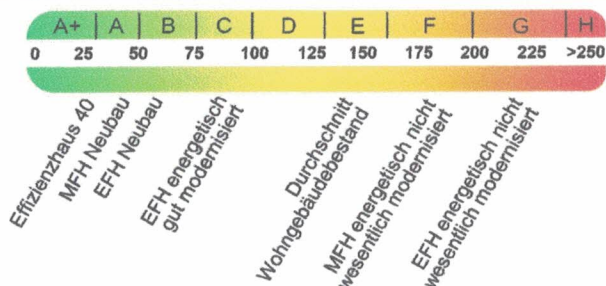 A+ | A | B | C | D | E | F | G | H
0 25 50 75 100 125 150 175 200 225 >250
Effizienzhaus 40
MFH Neubau
EFH Neubau
EFH energetisch
gut modernisiert
Durchschnitt
Wohngebäudebestand
MFH energetisch nicht
wesentlich modernisiert
EFH energetisch nicht
wesentlich modernisiert